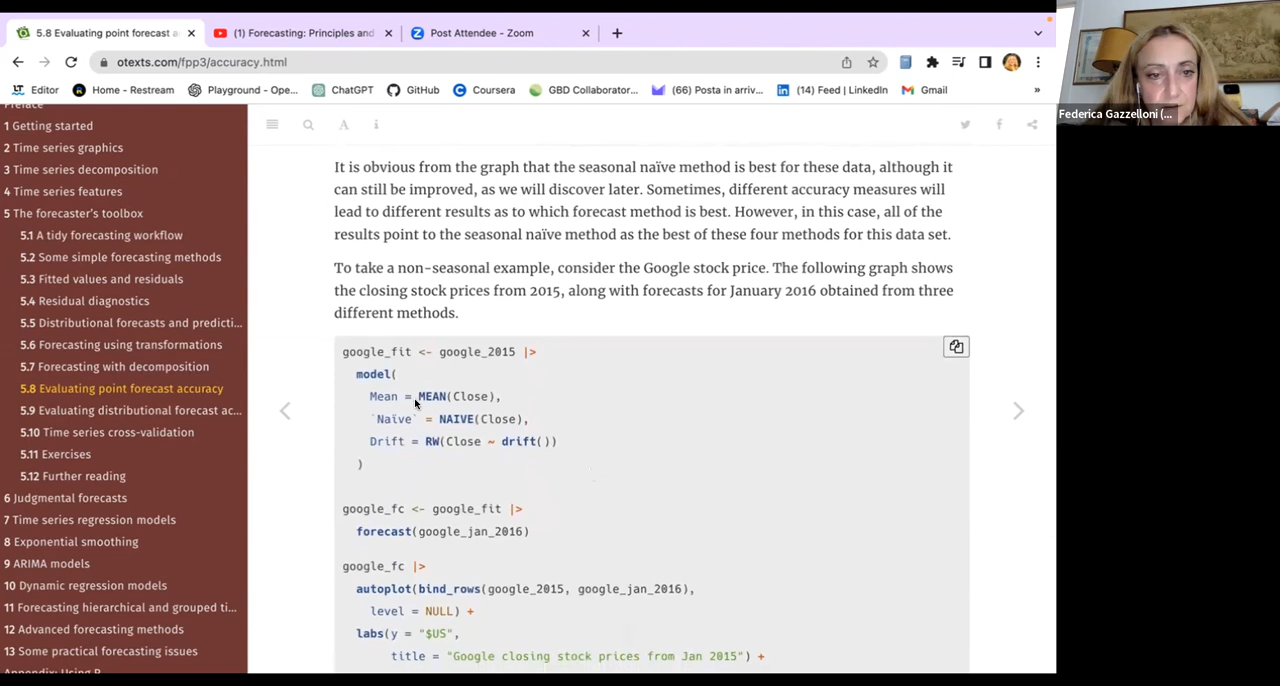 5.8 Evaluating point forecast a
(1) Forecasting: Principles and
Post Attendee - Zoom
otexts.com/fpp3/accuracy.html
Editor
Home - Restream
Playground - Ope...
ChatGPT
GitHub
Coursera
GBD Collaborator...
(66) Posta in arriv...
(14) Feed | LinkedIn
Gmail
»
Federica Gazzelloni (...
Preface
1 Getting started
2 Time series graphics
3 Time series decomposition
4 Time series features
5 The forecaster's toolbox
5.1 A tidy forecasting workflow
5.2 Some simple forecasting methods
5.3 Fitted values and residuals
5.4 Residual diagnostics
5.5 Distributional forecasts and predicti...
5.6 Forecasting using transformations
5.7 Forecasting with decomposition
5.8 Evaluating point forecast accuracy
5.9 Evaluating distributional forecast ac...
5.10 Time series cross-validation
5.11 Exercises
5.12 Further reading
6 Judgmental forecasts
7 Time series regression models
8 Exponential smoothing
9 ARIMA models
10 Dynamic regression models
11 Forecasting hierarchical and grouped ti...
12 Advanced forecasting methods
13 Some practical forecasting issues
It is obvious from the graph that the seasonal naïve method is best for these data, although it
can still be improved, as we will discover later. Sometimes, different accuracy measures will
lead to different results as to which forecast method is best. However, in this case, all of the
results point to the seasonal naïve method as the best of these four methods for this data set.
To take a non-seasonal example, consider the Google stock price. The following graph shows
the closing stock prices from 2015, along with forecasts for January 2016 obtained from three
different methods.
google_fit <- google_2015 |>
model(
Mean = MEAN(Close),
`Naïve` = NAIVE(Close),
Drift = RW(Close ~ drift())
)
google_fc <- google_fit |>
forecast(google_jan_2016)
google_fc |>
autoplot(bind_rows(google_2015, google_jan_2016),
level = NULL) +
labs(y = "$US",
title = "Google closing stock prices from Jan 2015") +